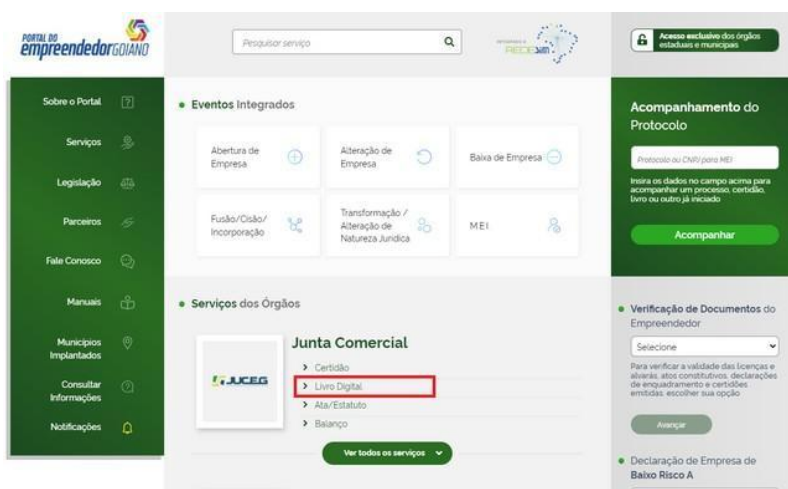 PORTAL DO
empreendedorGOIANO
Pesquisar serviço
INTEGRADO À
REDESIM
Acesso exclusivo dos órgãos
estaduais e municipais
Sobre o Portal
Serviços
Legislação
Parceiros
Fale Conosco
Manuais
Municípios
Implantados
Consultar
Informações
Notificações
Eventos Integrados
Abertura de
Empresa
Alteração de
Empresa
Baixa de Empresa
Fusão/Cisão/
Incorporação
Transformação /
Alteração de
Natureza Jurídica
MEI
Serviços dos Órgãos
JUCEG
Junta Comercial
Certidão
Livro Digital
Ata/Estatuto
Balanço
Ver todos os serviços
Acompanhamento do
Protocolo
Protocolo ou CNPJ para MEI
Insira os dados no campo acima para
acompanhar um processo, certidão,
livro ou outro já iniciado
Acompanhar
Verificação de Documentos do
Empreendedor
Selecione
Para verificar a validade das licenças e
alvarás, atos constitutivos, declarações
de enquadramento e certidões
emitidas, escolher sua opção
Avançar
Declaração de Empresa de
Baixo Risco A